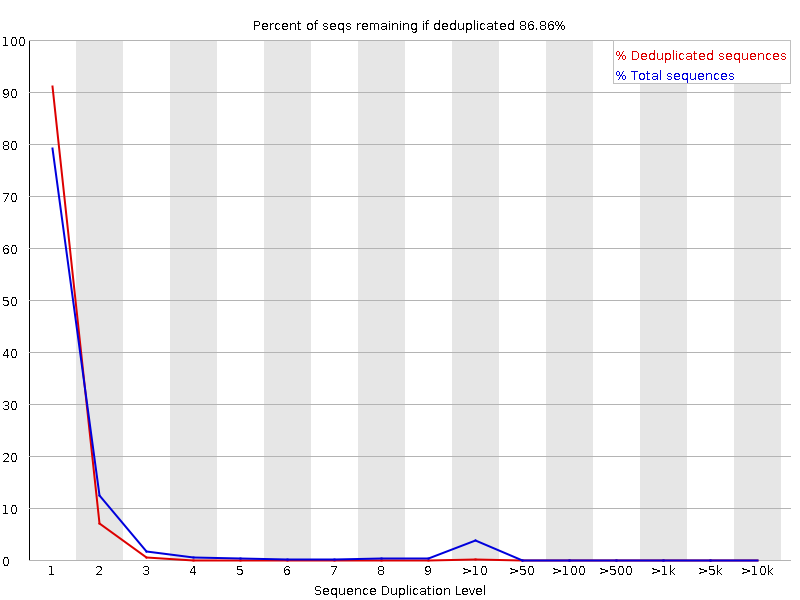 Percent of seqs remaining if deduplicated 86.86%
% Deduplicated sequences
% Total sequences
100
90
80
70
60
50
40
30
20
10
0
1 2 3 4 5 6 7 8 9 >10 >50 >100 >500 >1k >5k >10k
Sequence Duplication Level